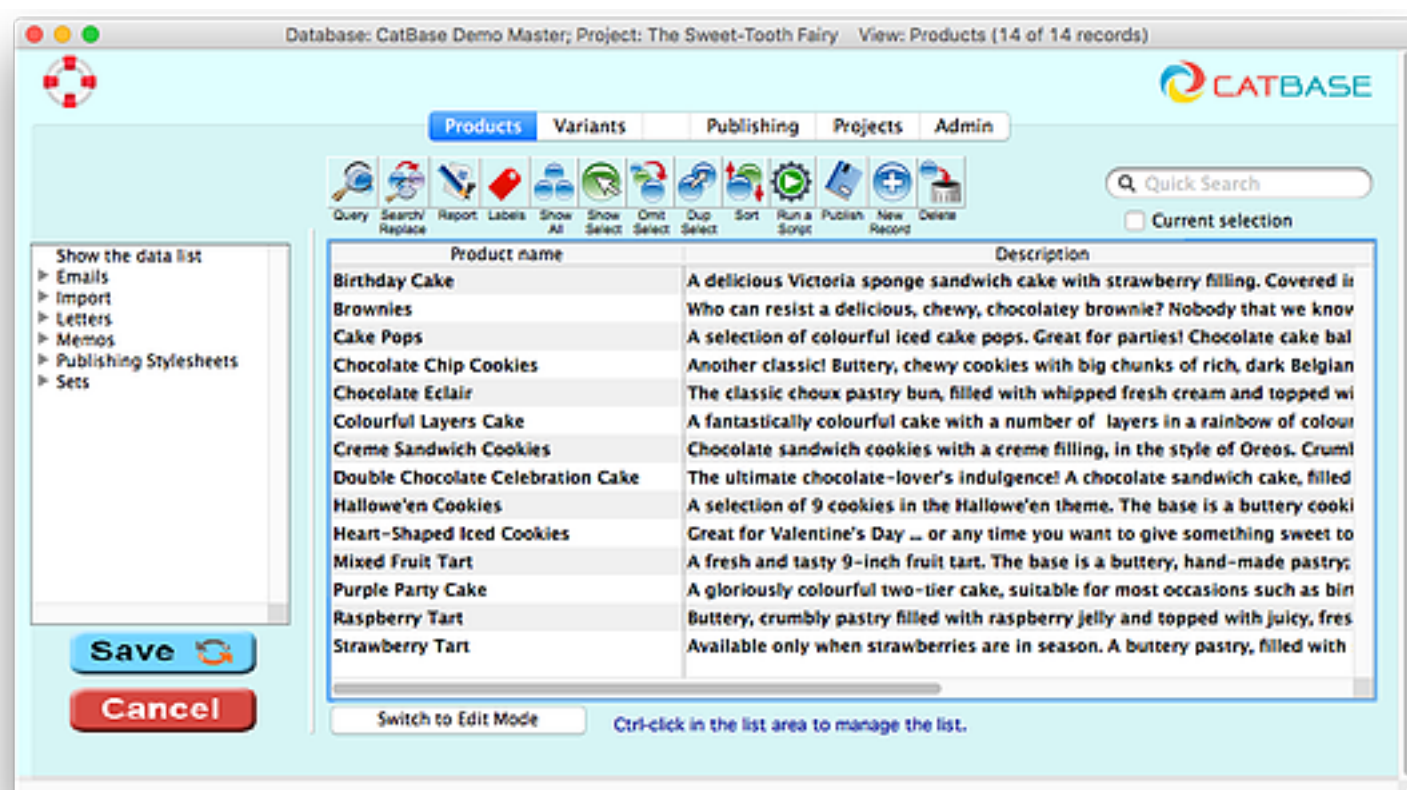 Database: CatBase Demo Master; Project: The Sweet-Tooth Fairy View: Products (14 of 14 records)
CATBASE
Products Variants Publishing Projects Admin
Query Search/ Replace Report Labels Show All Show Select Omit Select Dup Select Sort Run a Script Publish New Record Delete
Quick Search
Current selection
Show the data list
Emails
Import
Letters
Memos
Publishing Stylesheets
Sets
Product name Description
Birthday Cake A delicious Victoria sponge sandwich cake with strawberry filling. Covered i
Brownies Who can resist a delicious, chewy, chocolatey brownie? Nobody that we know
Cake Pops A selection of colourful iced cake pops. Great for parties! Chocolate cake bal
Chocolate Chip Cookies Another classic! Buttery, chewy cookies with big chunks of rich, dark Belgian
Chocolate Eclair The classic choux pastry bun, filled with whipped fresh cream and topped wi
Colourful Layers Cake A fantastically colourful cake with a number of layers in a rainbow of colour
Creme Sandwich Cookies Chocolate sandwich cookies with a creme filling, in the style of Oreos. Crum
Double Chocolate Celebration Cake The ultimate chocolate-lover's indulgence! A chocolate sandwich cake, filled
Hallowe'en Cookies A selection of 9 cookies in the Hallowe'en theme. The base is a buttery cooki
Heart-Shaped Iced Cookies Great for Valentine's Day ... or any time you want to give something sweet to
Mixed Fruit Tart A fresh and tasty 9-inch fruit tart. The base is a buttery, hand-made pastry;
Purple Party Cake A gloriously colourful two-tier cake, suitable for most occasions such as birt
Raspberry Tart Buttery, crumbly pastry filled with raspberry jelly and topped with juicy, fres
Strawberry Tart Available only when strawberries are in season. A buttery pastry, filled with
Save
Cancel
Switch to Edit Mode
Ctrl-click in the list area to manage the list.